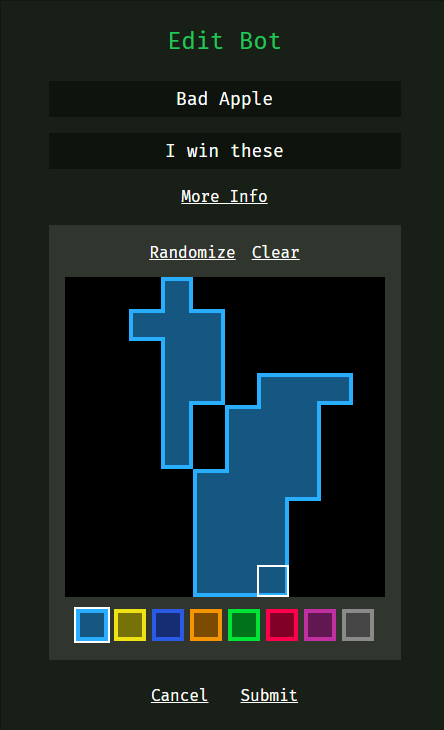 Edit Bot
Bad Apple
I win these
More Info
Randomize Clear
Cancel Submit